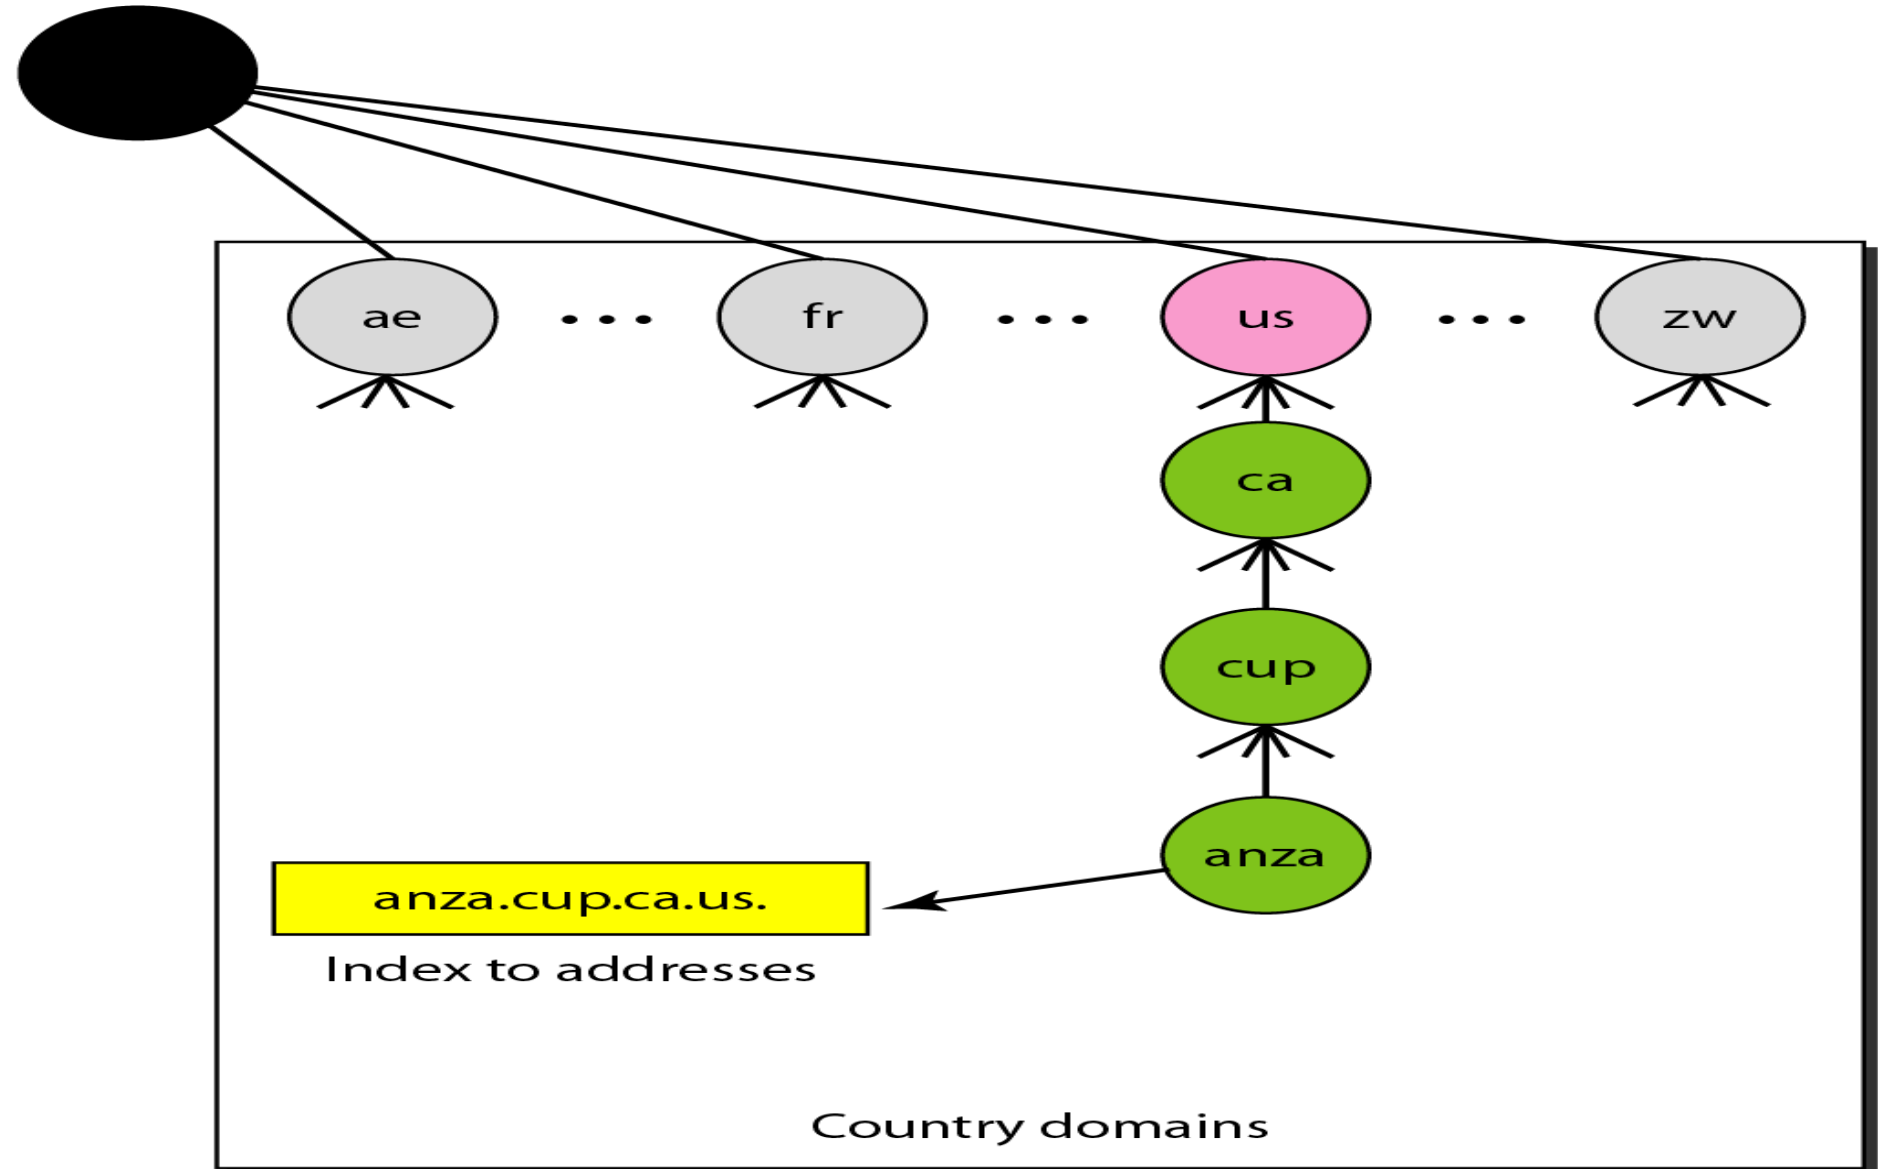 ae ... fr ... us ... zw
ca
cup
anza
anza.cup.ca.us.
Index to addresses
Country domains